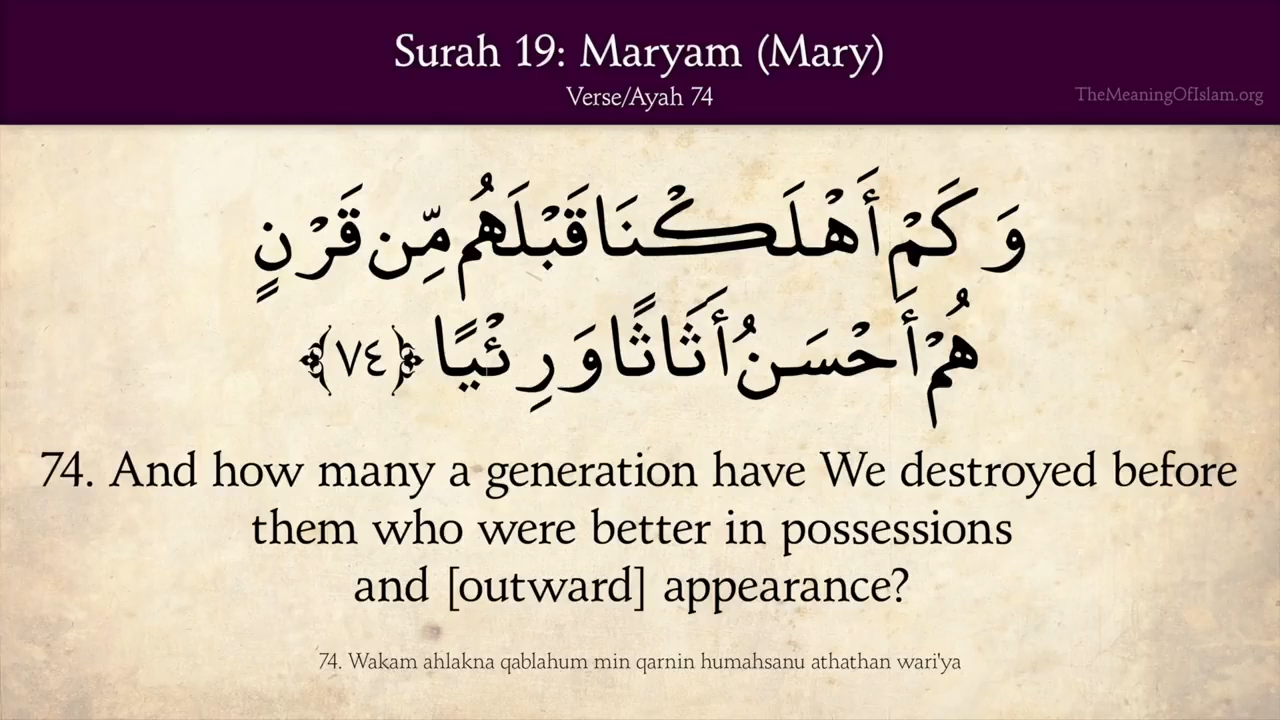 Surah 19: Maryam (Mary)
Verse/Ayah 74
TheMeaningOfIslam.org
وَكَمْ أَهْلَكْنَا قَبْلَهُم مِّن قَرْنٍ
هُمْ أَحْسَنُ أَثَاثًا وَرِئْيًا ﴿٧٤﴾
74. And how many a generation have We destroyed before
them who were better in possessions
and [outward] appearance?
74. Wakam ahlakna qablahum min qarnin humahsanu athathan wari'ya